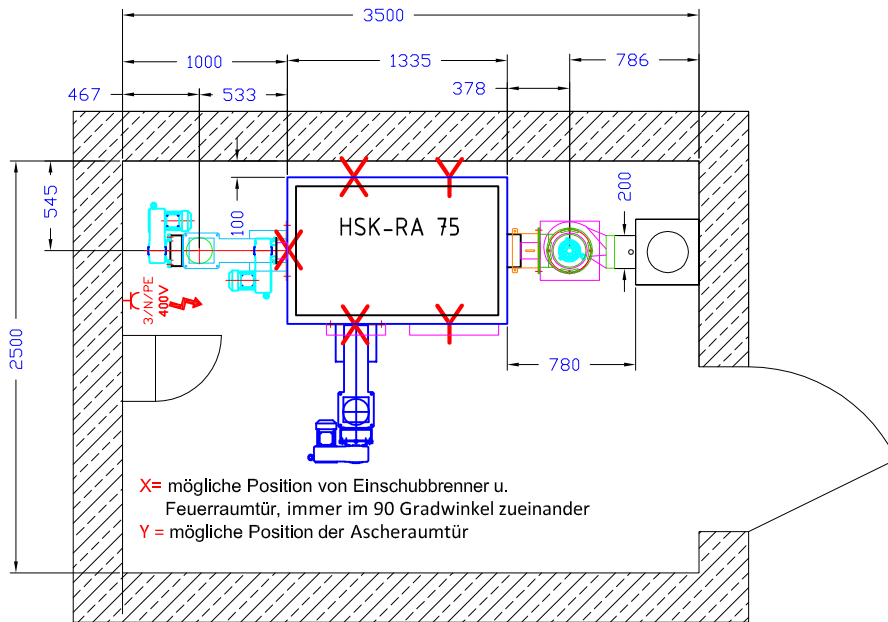 3500
1000
1335
786
467
533
378
545
100
200
HSK-RA 75
3/N/PE
400V
2500
780
X= mögliche Position von Einschubbrenner u.
Feuerraumtür, immer im 90 Gradwinkel zueinander
Y = mögliche Position der Ascheraumtür
X
Y
X
X
Y